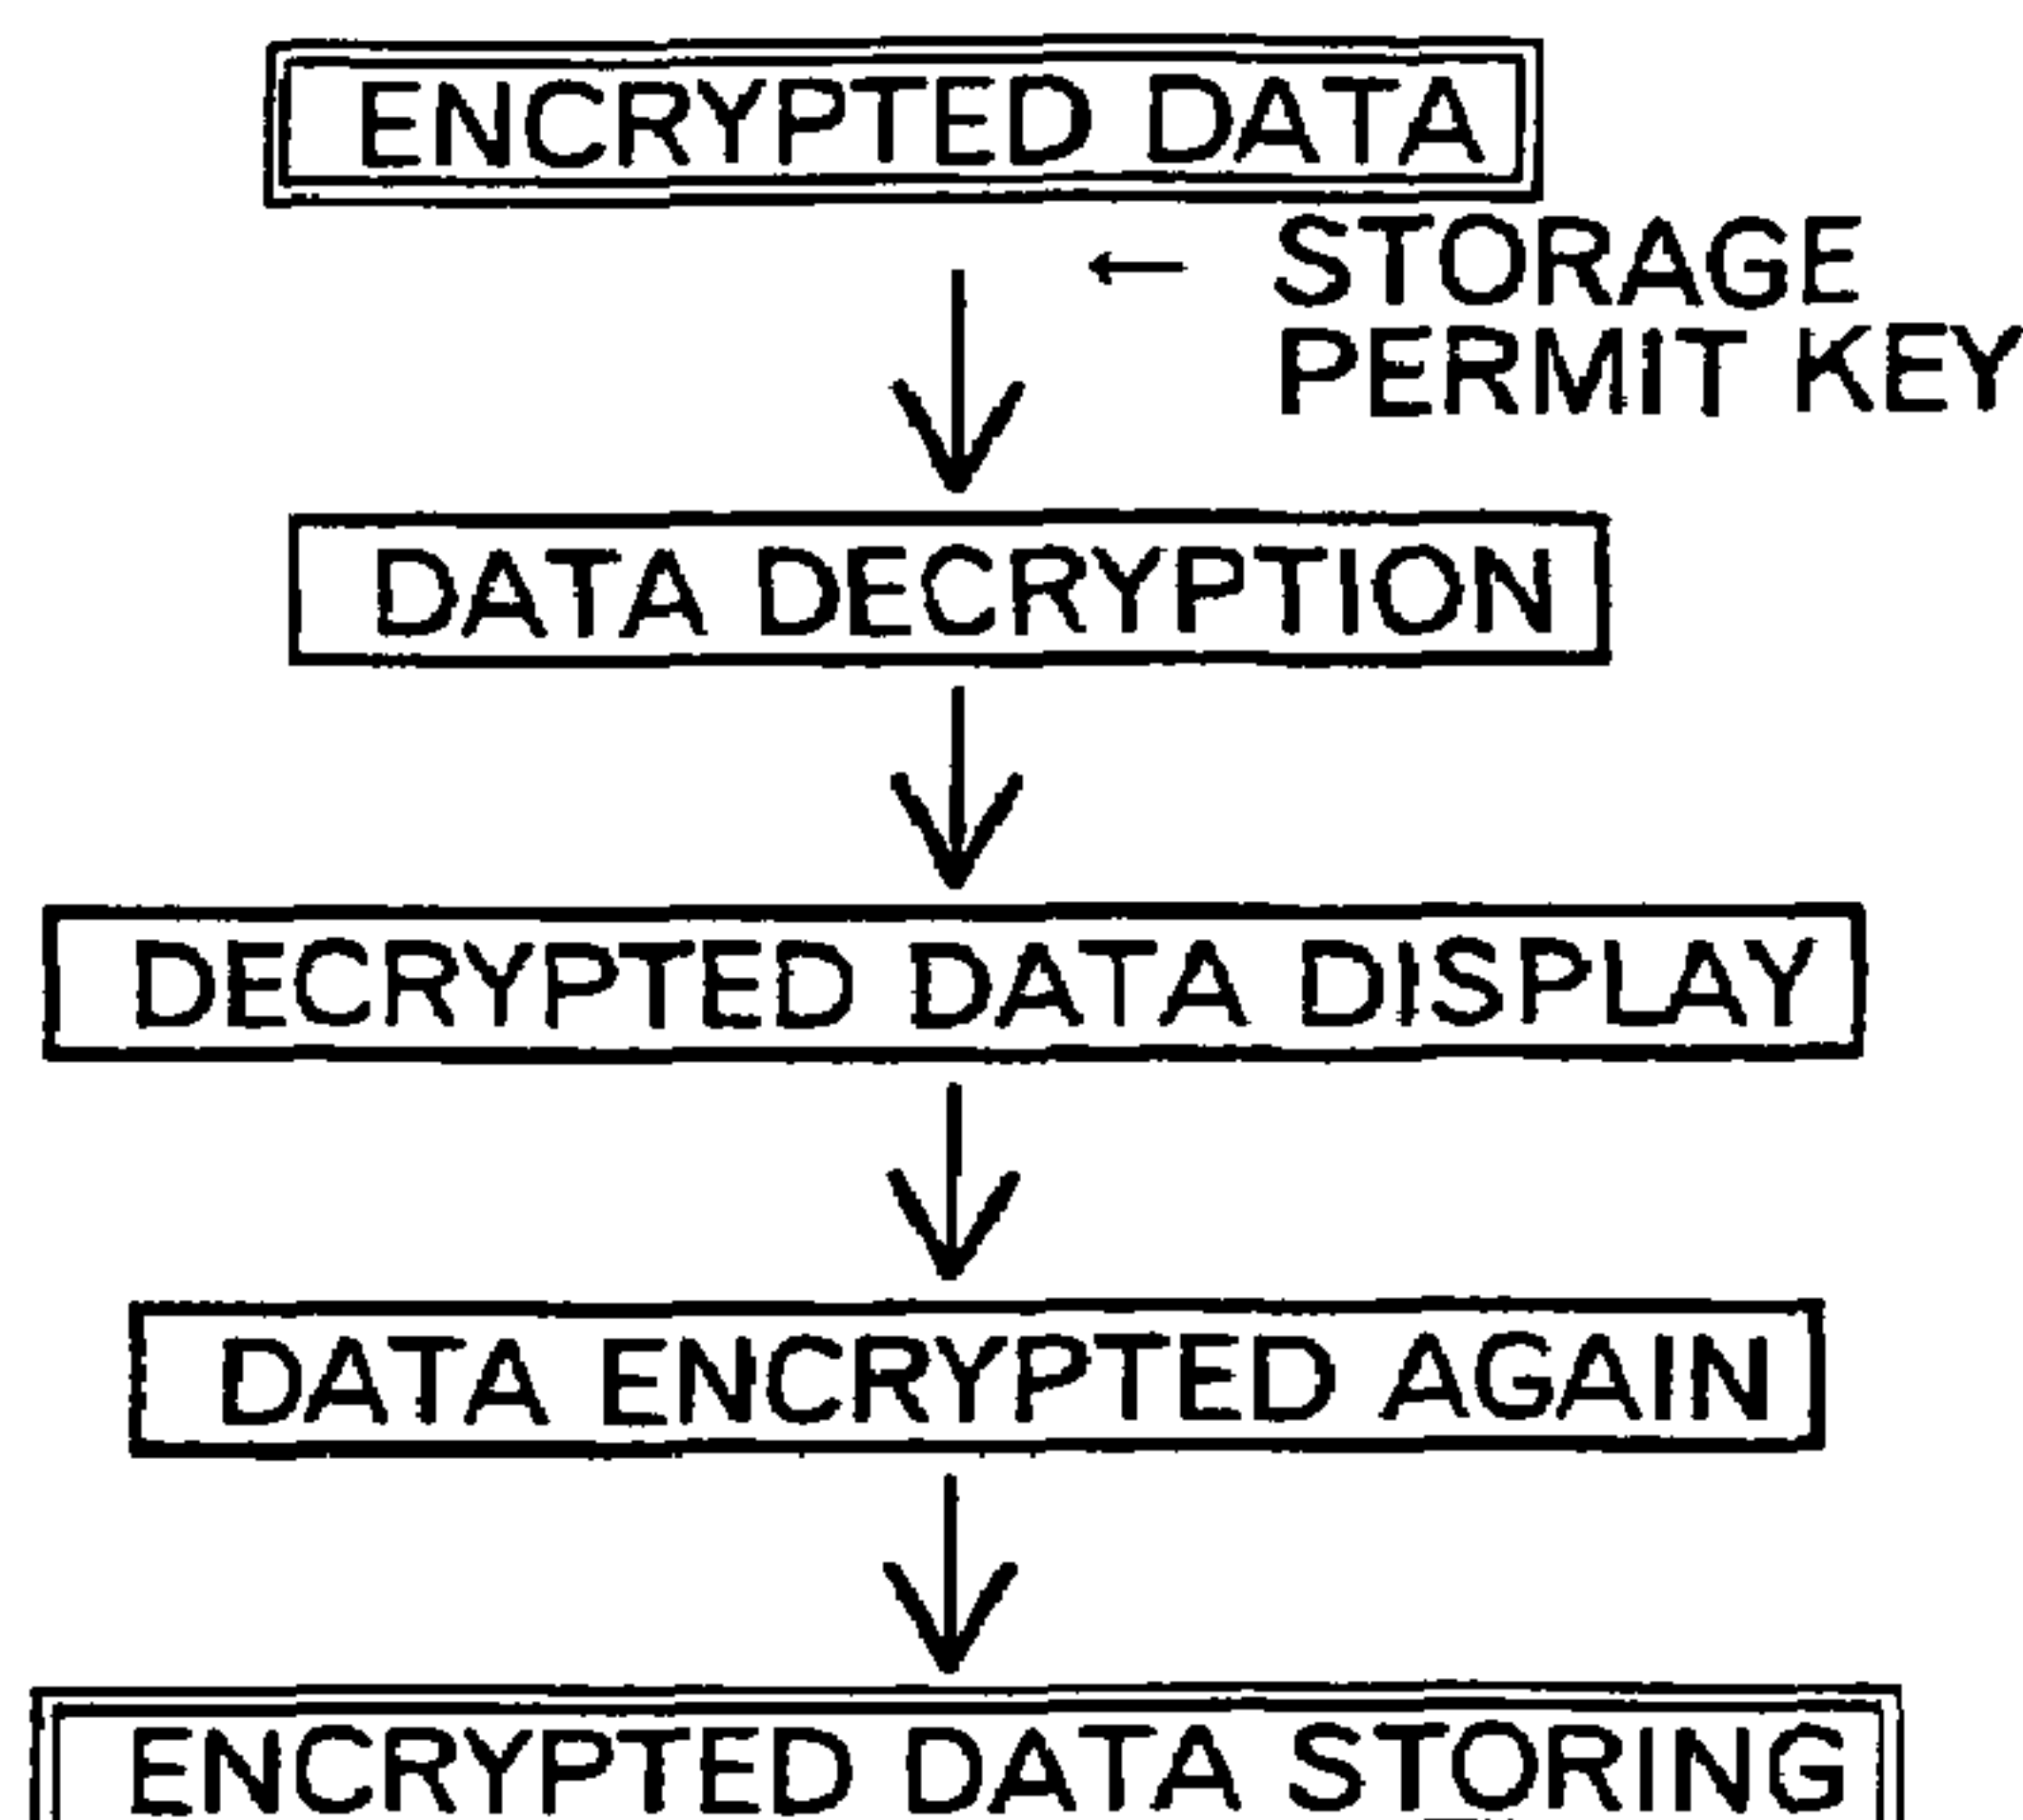 ENCRYPTED DATA
← STORAGE
PERMIT KEY
DATA DECRYPTION
DECRYPTED DATA DISPLAY
DATA ENCRYPTED AGAIN
ENCRYPTED DATA STORING